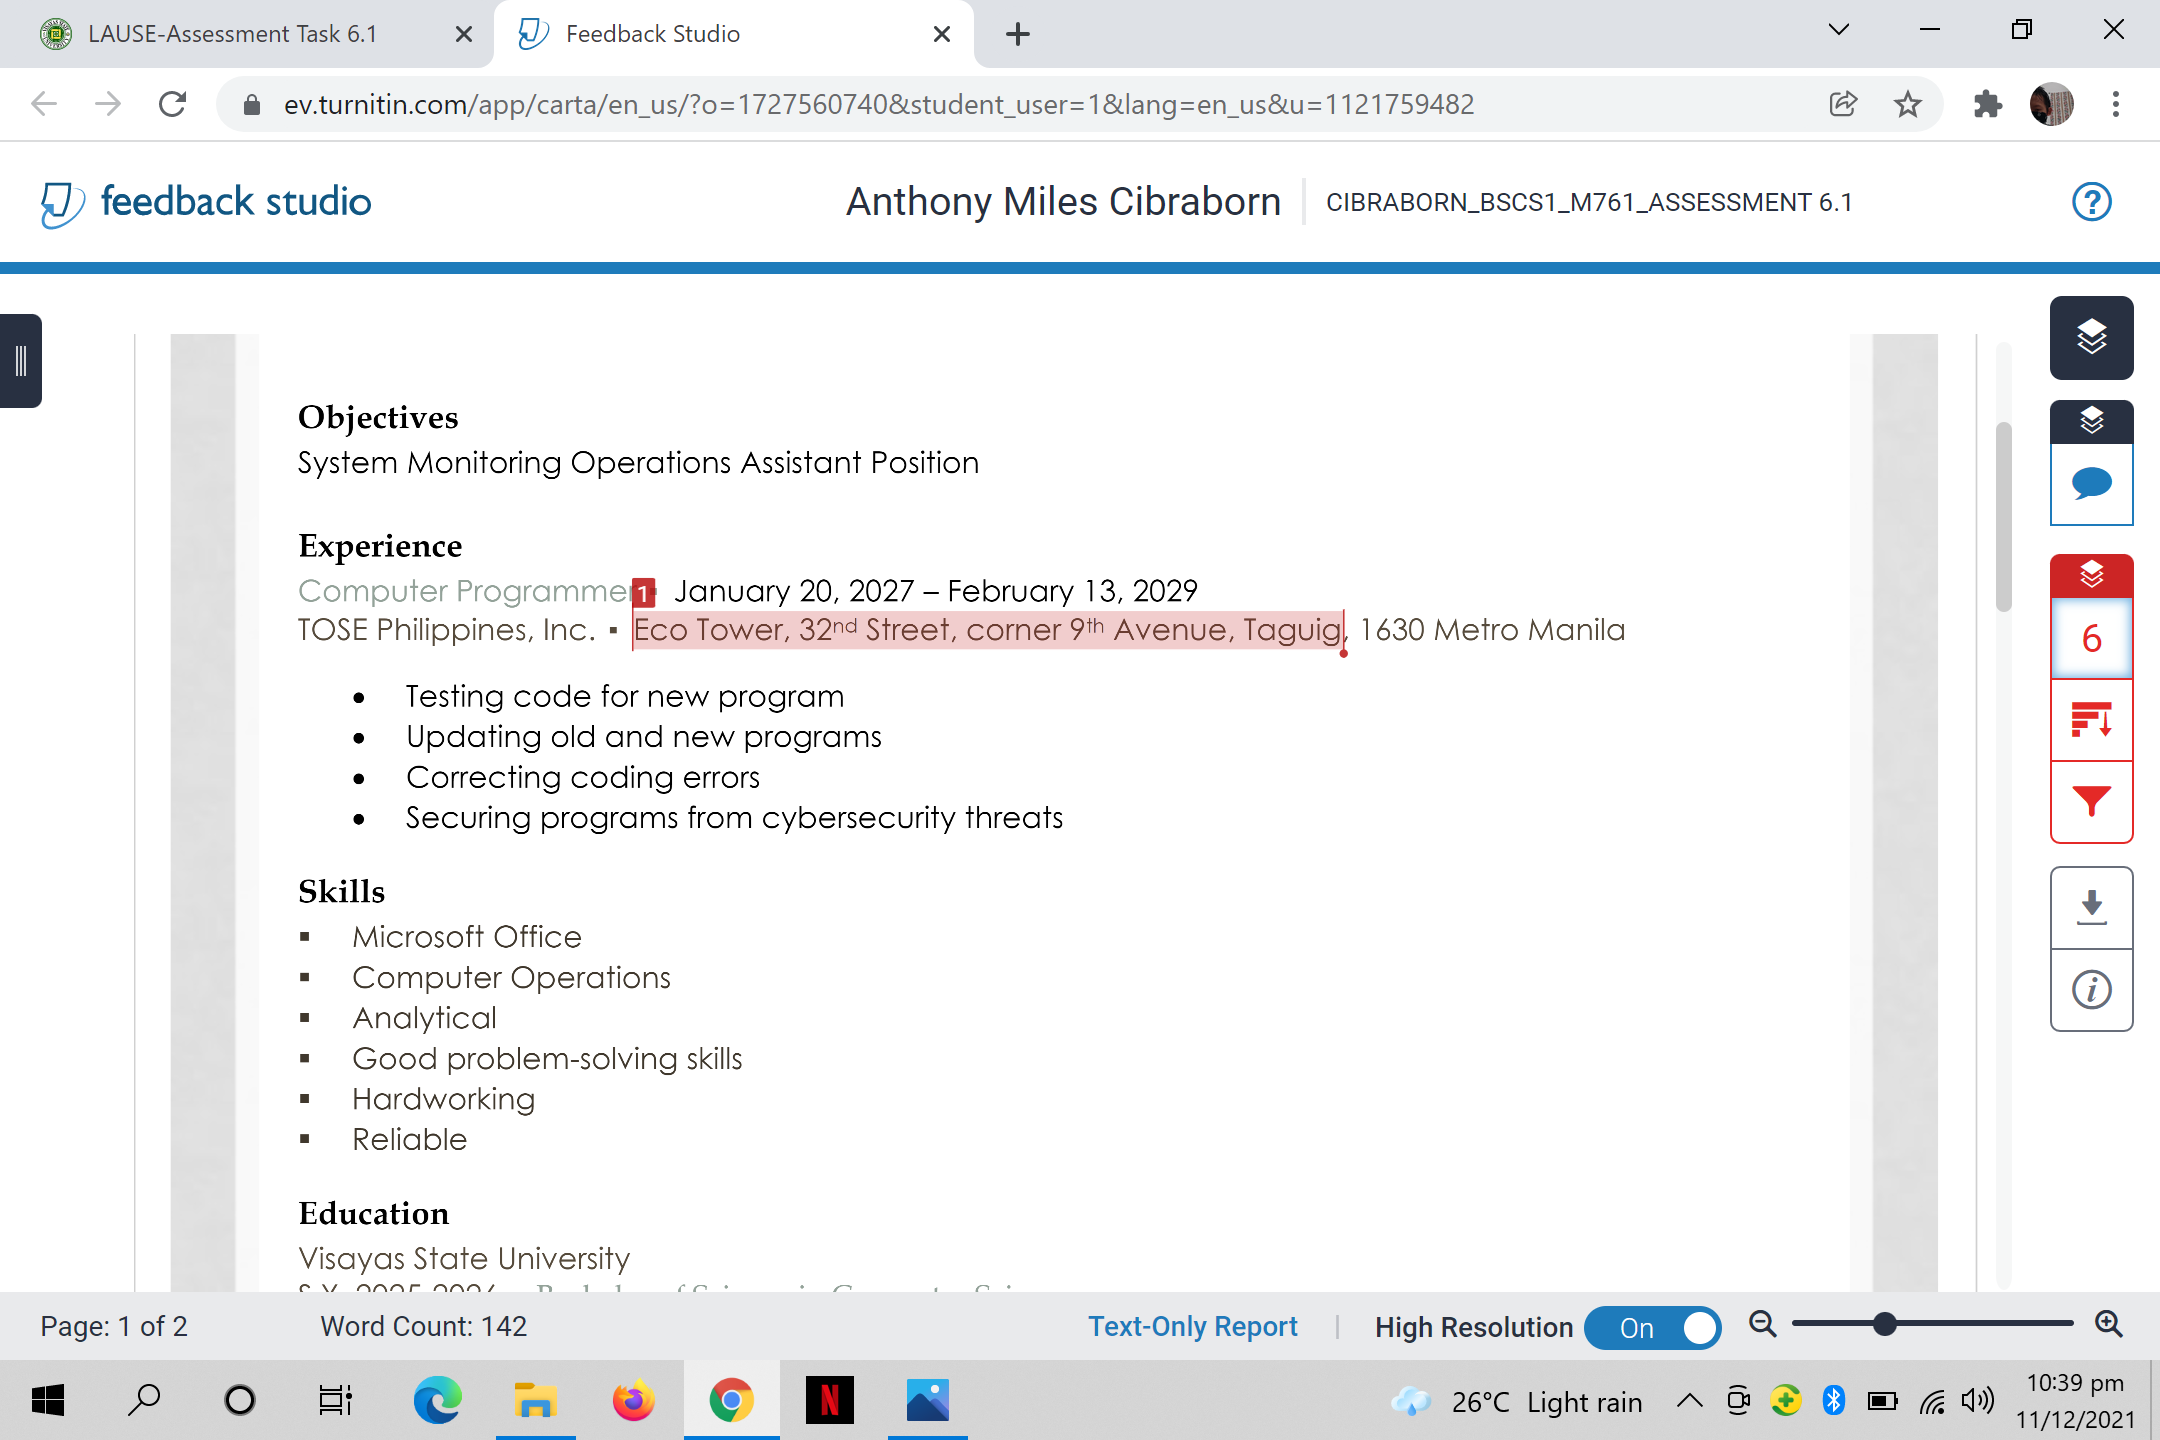 LAUSE-Assessment Task 6.1
Feedback Studio
ev.turnitin.com/app/carta/en_us/?o=1727560740&student_user=1&lang=en_us&u=1121759482
feedback studio
Anthony Miles Cibraborn
CIBRABORN_BSCS1_M761_ASSESSMENT 6.1
?
Objectives
System Monitoring Operations Assistant Position
Experience
Computer Programmer 1 January 20, 2027 – February 13, 2029
TOSE Philippines, Inc. ▪ Eco Tower, 32nd Street, corner 9th Avenue, Taguig, 1630 Metro Manila
• Testing code for new program
• Updating old and new programs
• Correcting coding errors
• Securing programs from cybersecurity threats
Skills
▪ Microsoft Office
▪ Computer Operations
▪ Analytical
▪ Good problem-solving skills
▪ Hardworking
▪ Reliable
Education
Visayas State University
6
i
Page: 1 of 2
Word Count: 142
Text-Only Report
High Resolution
On
N
26°C Light rain
10:39 pm
11/12/2021